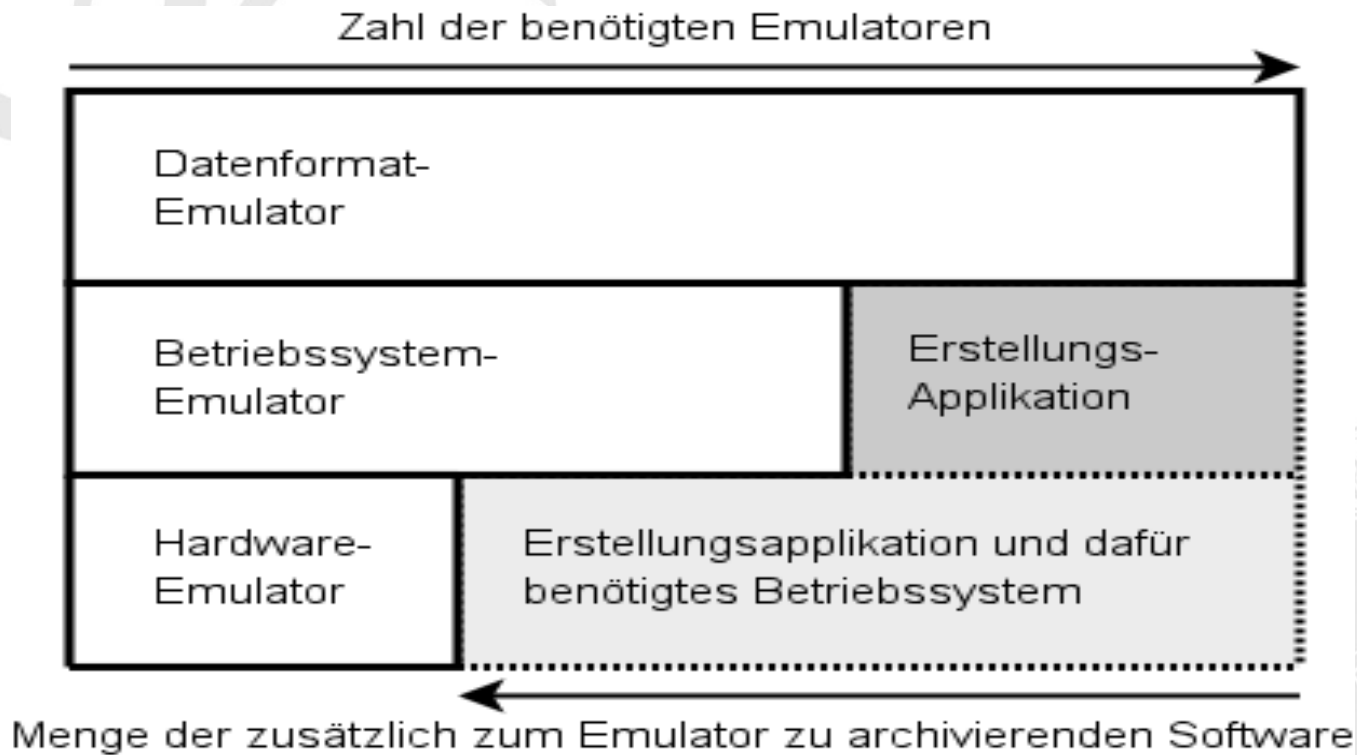 Zahl der benötigten Emulatoren
Datenformat-
Emulator
Betriebssystem-
Emulator
Erstellungs-
Applikation
Hardware-
Emulator
Erstellungsapplikation und dafür
benötigtes Betriebssystem
Menge der zusätzlich zum Emulator zu archivierenden Software